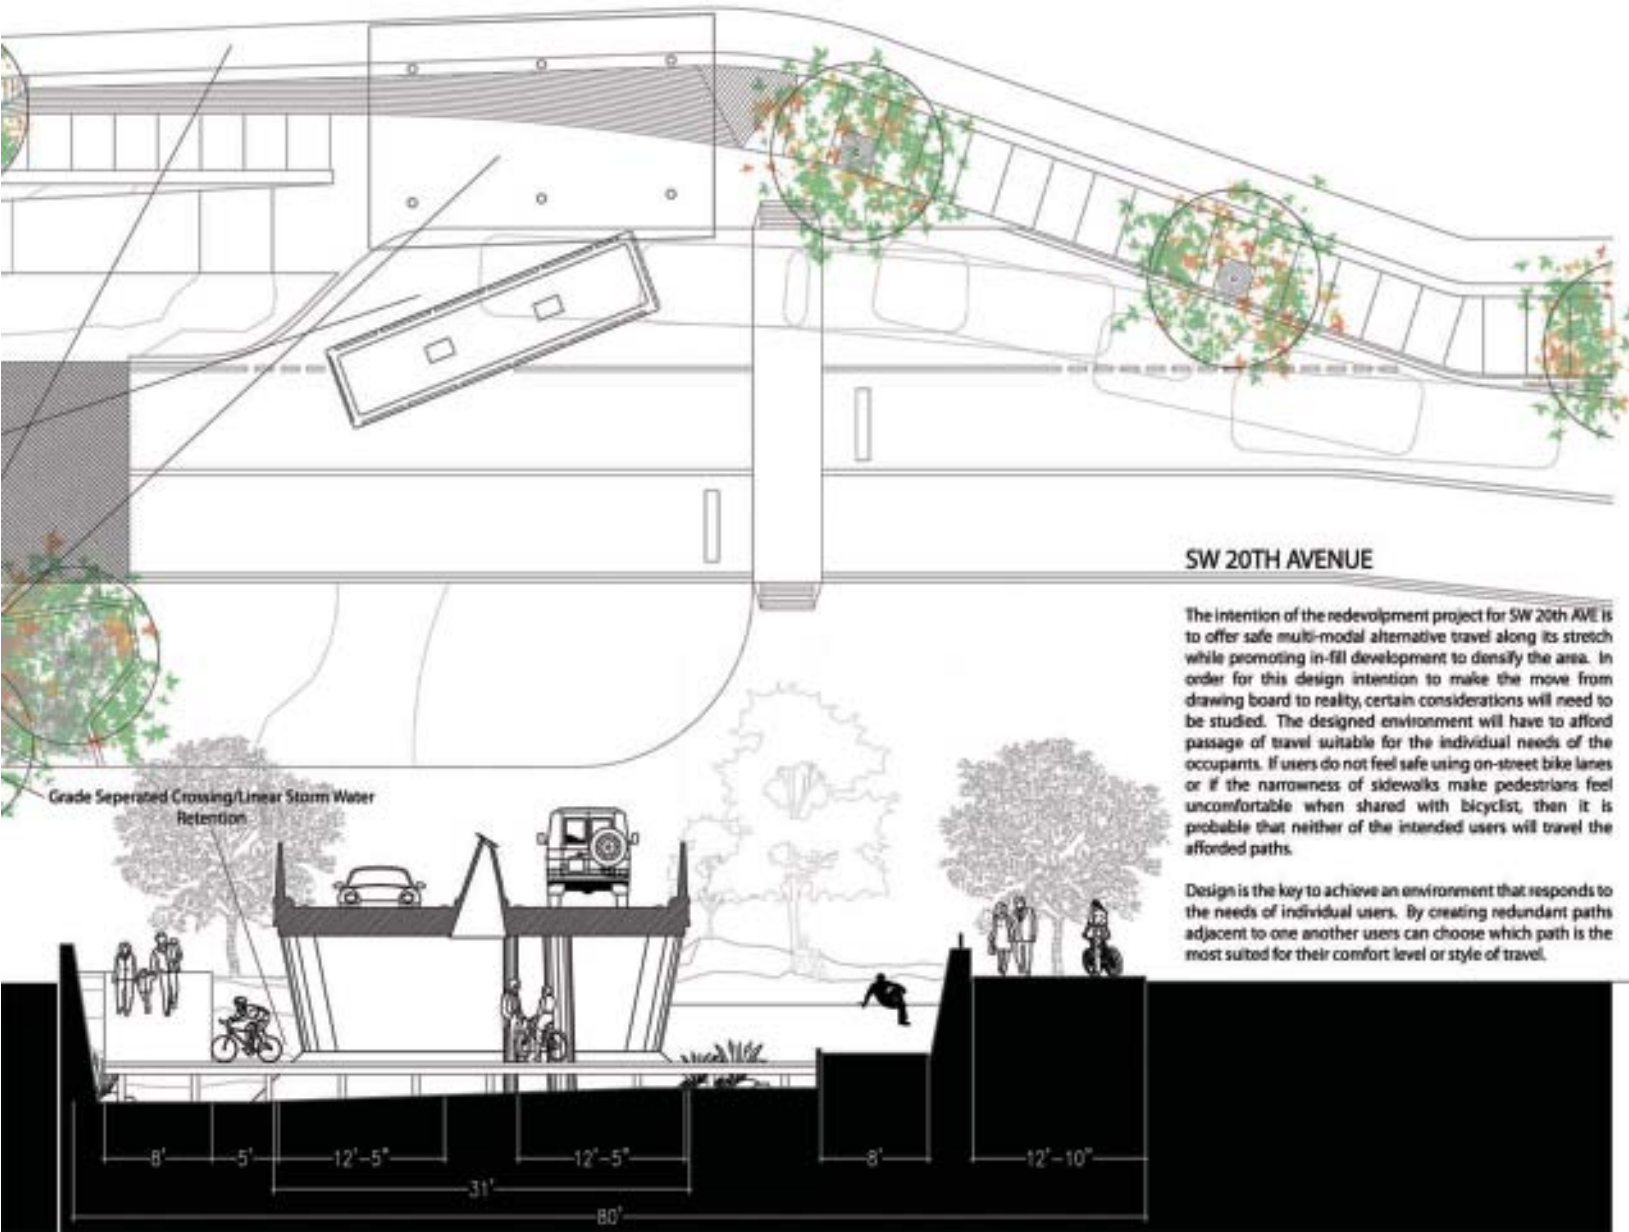 SW 20TH AVENUE
The intention of the redevolpment project for SW 20th AVE is
to offer safe multi-modal alternative travel along its stretch
while promoting in-fill development to densify the area. In
order for this design intention to make the move from
drawing board to reality, certain considerations will need to
be studied. The designed environment will have to afford
passage of travel suitable for the individual needs of the
occupants. If users do not feel safe using on-street bike lanes
or if the narrowness of sidewalks make pedestrians feel
uncomfortable when shared with bicyclist, then it is
probable that neither of the intended users will travel the
afforded paths.
Design is the key to achieve an environment that responds to
the needs of individual users. By creating redundant paths
adjacent to one another users can choose which path is the
most suited for their comfort level or style of travel.
Grade Seperated Crossing/Linear Storm Water
Retention
8' 5' 12'-5" 12'-5" 8' 12'-10"
31'
80'